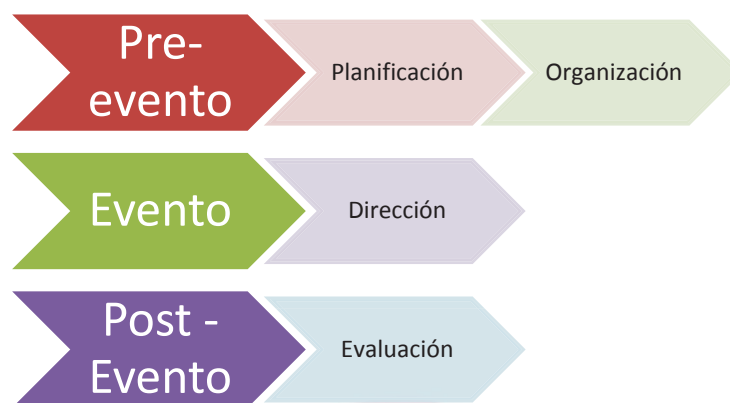 Pre-
evento
Planificación
Organización
Evento
Dirección
Post -
Evento
Evaluación